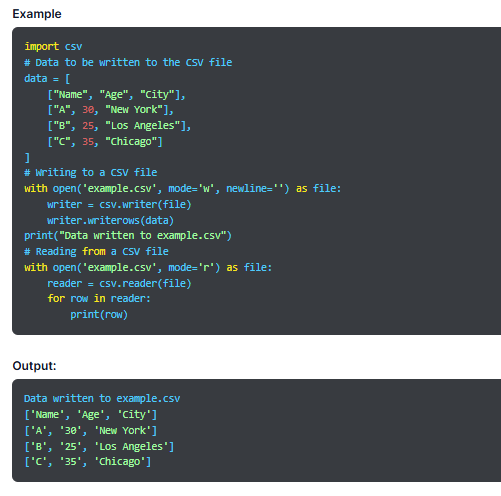 Example
import csv
# Data to be written to the CSV file
data = [
    ["Name", "Age", "City"],
    ["A", 30, "New York"],
    ["B", 25, "Los Angeles"],
    ["C", 35, "Chicago"]
]
# Writing to a CSV file
with open('example.csv', mode='w', newline='') as file:
    writer = csv.writer(file)
    writer.writerows(data)
print("Data written to example.csv")
# Reading from a CSV file
with open('example.csv', mode='r') as file:
    reader = csv.reader(file)
    for row in reader:
        print(row)
Output:
Data written to example.csv
['Name', 'Age', 'City']
['A', '30', 'New York']
['B', '25', 'Los Angeles']
['C', '35', 'Chicago']